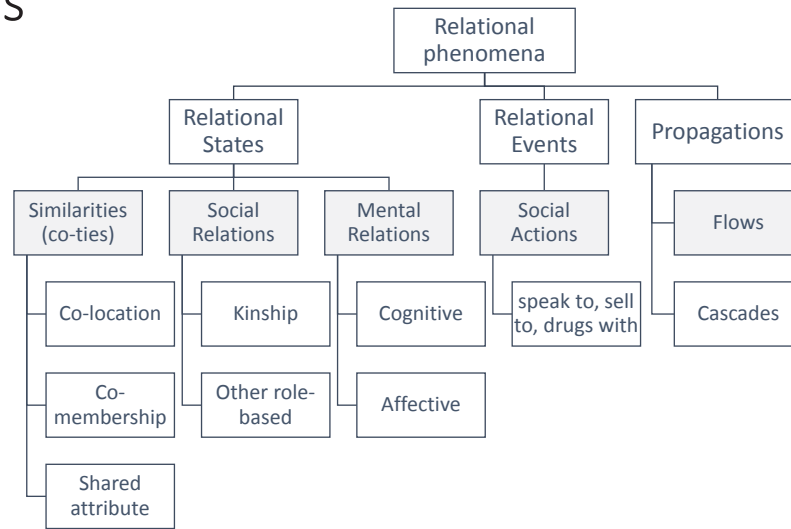 s
Relational
phenomena
Relational
States
Relational
Events
Propagations
Similarities
(co-ties)
Social
Relations
Mental
Relations
Social
Actions
Flows
Co-location
Kinship
Cognitive
speak to, sell
to, drugs with
Cascades
Co-
membership
Other role-
based
Affective
Shared
attribute